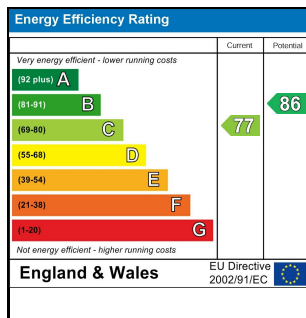 Energy Efficiency Rating
Current Potential
Very energy efficient - lower running costs
(92 plus) A
(81-91) B
(69-80) C
(55-68) D
(39-54) E
(21-38) F
(1-20) G
77
86
Not energy efficient - higher running costs
England & Wales
EU Directive
2002/91/EC